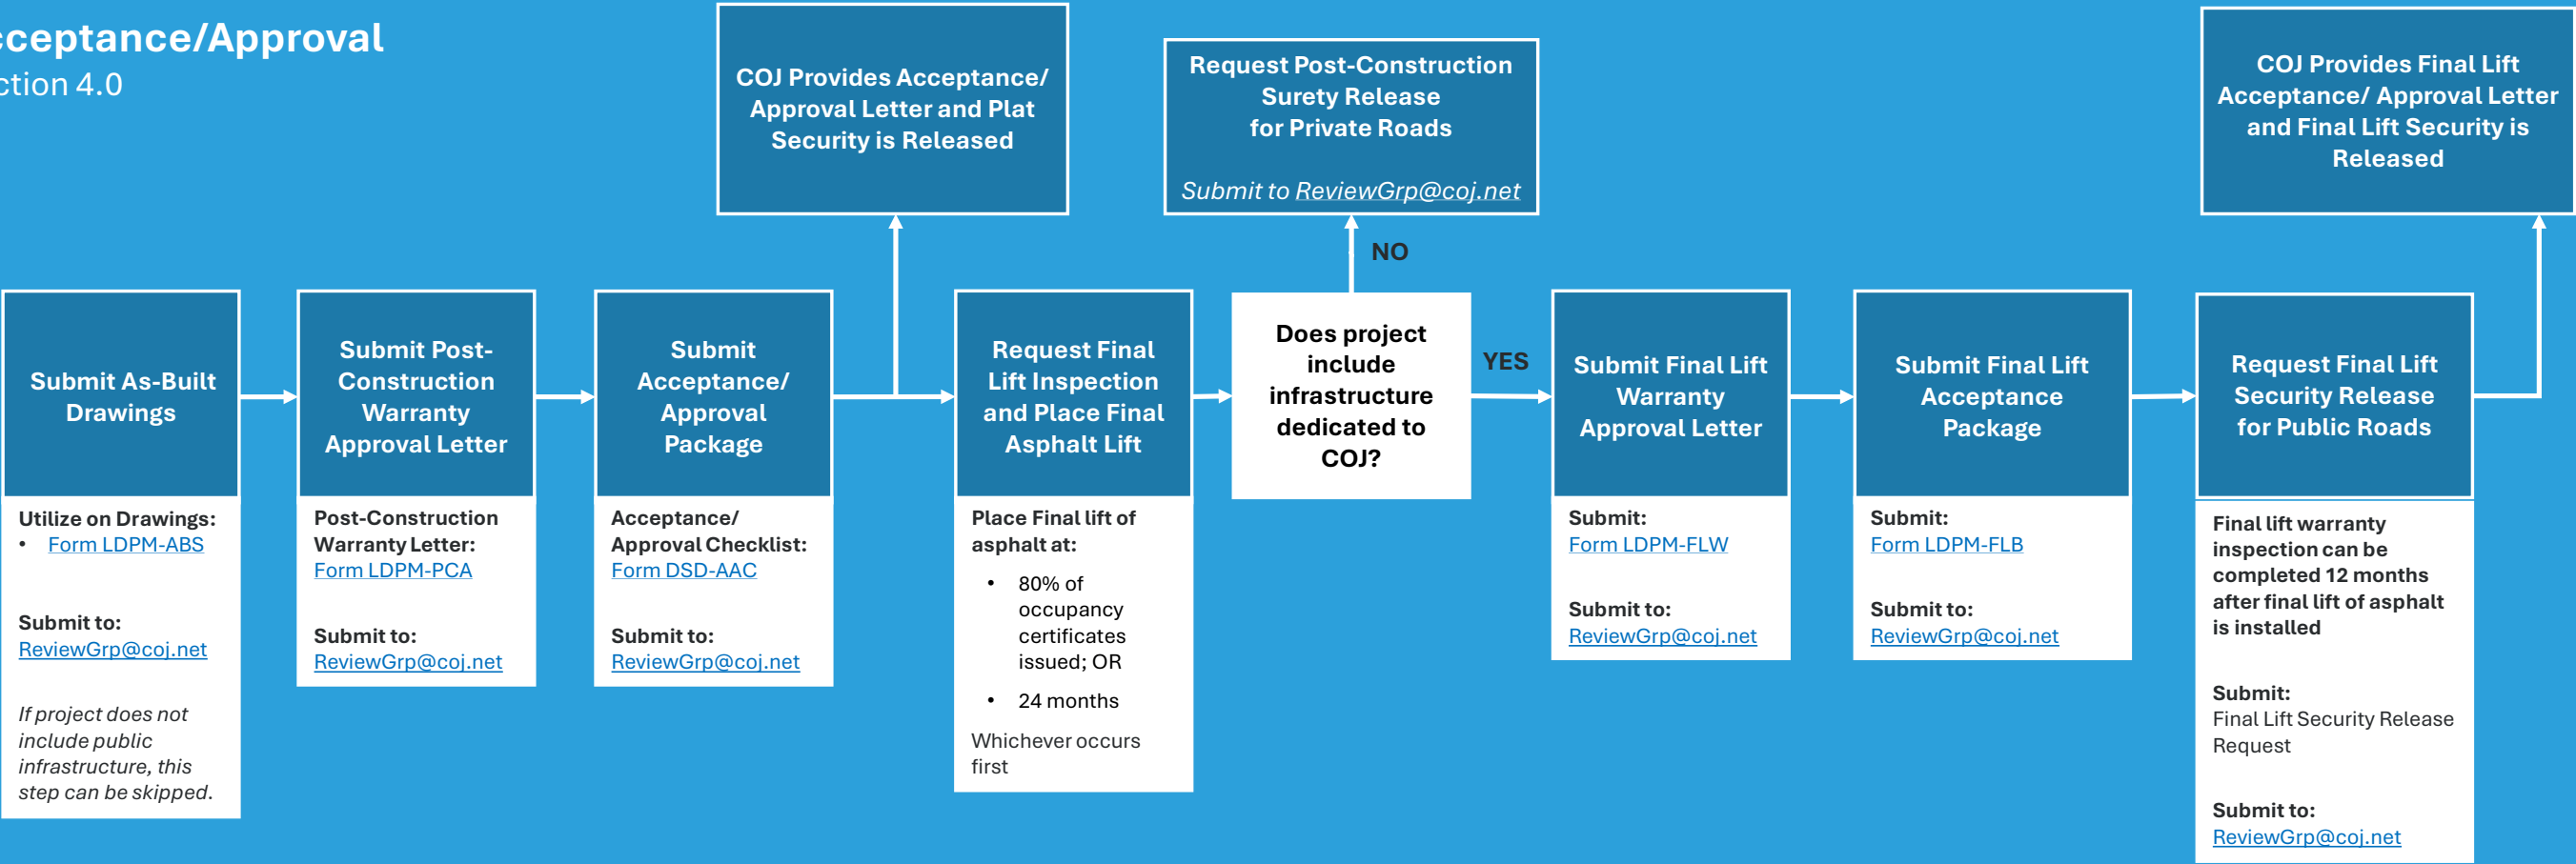 cceptance/Approval
ction 4.0
COJ Provides Acceptance/
Approval Letter and Plat
Security is Released
Request Post-Construction
Surety Release
for Private Roads
Submit to ReviewGrp@coj.net
COJ Provides Final Lift
Acceptance/ Approval Letter
and Final Lift Security is
Released
NO
Submit As-Built
Drawings
Utilize on Drawings:
• Form LDPM-ABS
Submit to:
ReviewGrp@coj.net
If project does not
include public
infrastructure, this
step can be skipped.
Submit Post-
Construction
Warranty
Approval Letter
Post-Construction
Warranty Letter:
Form LDPM-PCA
Submit to:
ReviewGrp@coj.net
Submit
Acceptance/
Approval
Package
Acceptance/
Approval Checklist:
Form DSD-AAC
Submit to:
ReviewGrp@coj.net
Request Final
Lift Inspection
and Place Final
Asphalt Lift
Place Final lift of
asphalt at:
• 80% of
occupancy
certificates
issued; OR
• 24 months
Whichever occurs
first
Does project
include
infrastructure
dedicated to
COJ?
YES
Submit Final Lift
Warranty
Approval Letter
Submit:
Form LDPM-FLW
Submit to:
ReviewGrp@coj.net
Submit Final Lift
Acceptance
Package
Submit:
Form LDPM-FLB
Submit to:
ReviewGrp@coj.net
Request Final Lift
Security Release
for Public Roads
Final lift warranty
inspection can be
completed 12 months
after final lift of asphalt
is installed
Submit:
Final Lift Security Release
Request
Submit to:
ReviewGrp@coj.net